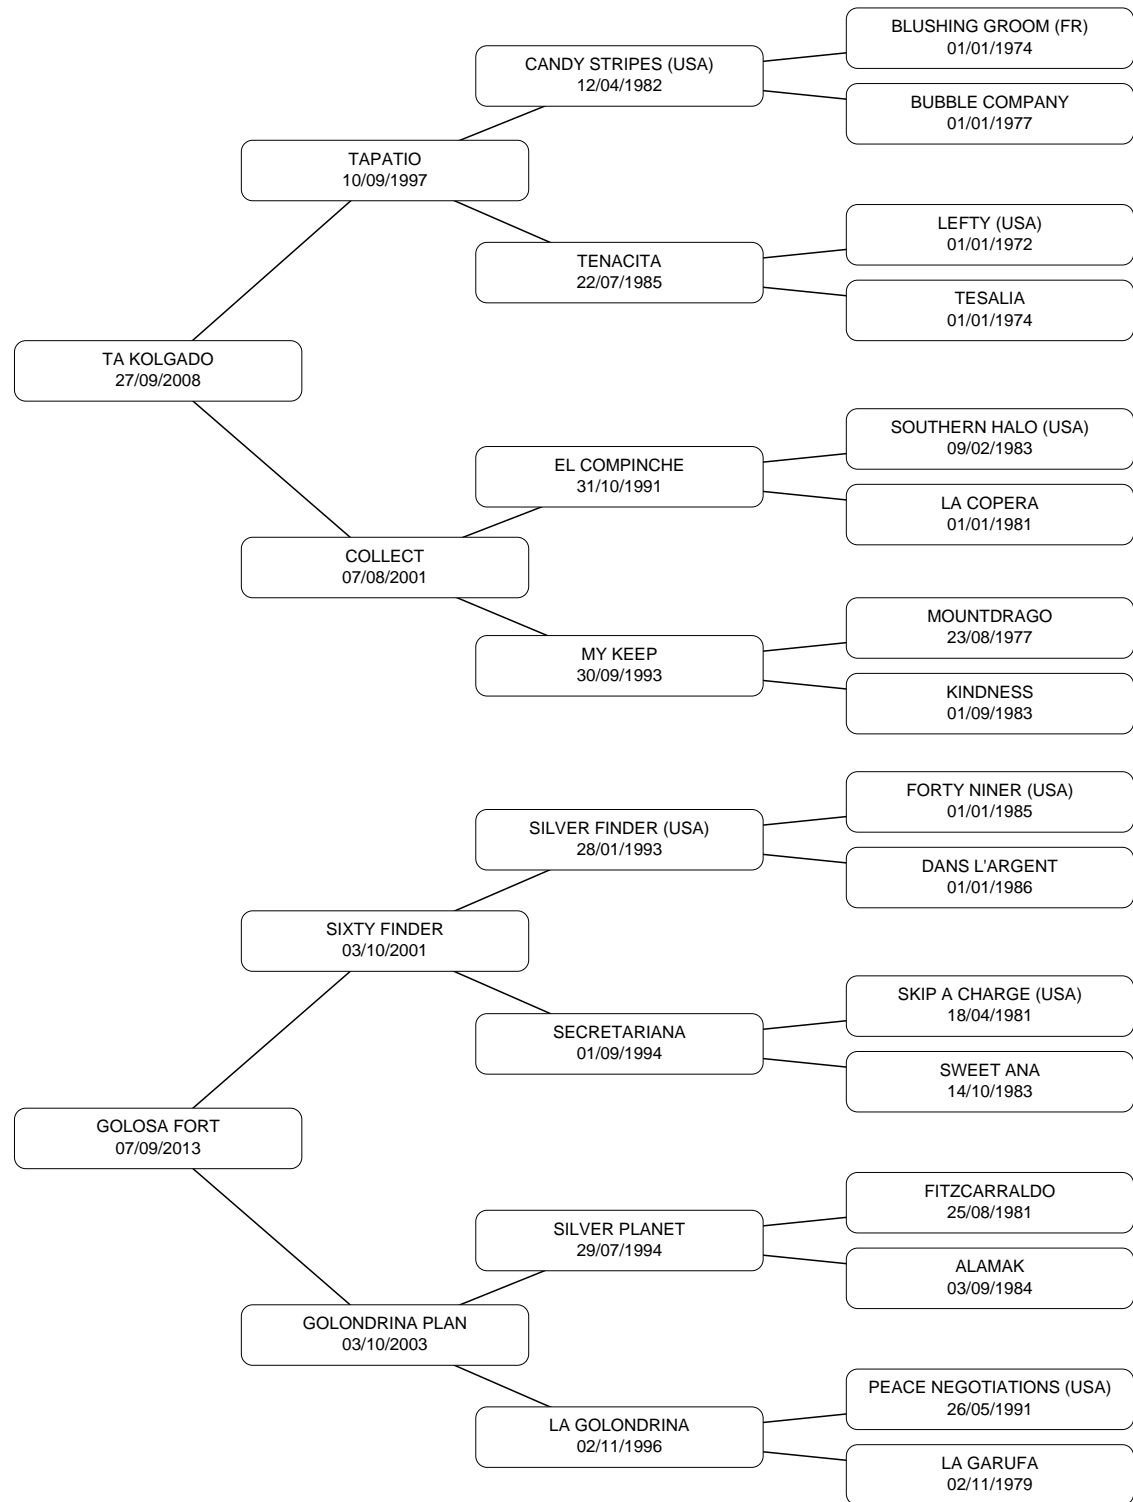 BLUSHING GROOM (FR)
01/01/1974
CANDY STRIPES (USA)
12/04/1982
BUBBLE COMPANY
01/01/1977
TAPATIO
10/09/1997
LEFTY (USA)
01/01/1972
TENACITA
22/07/1985
TESALIA
01/01/1974
TA KOLGADO
27/09/2008
SOUTHERN HALO (USA)
09/02/1983
EL COMPINCHE
31/10/1991
LA COPERA
01/01/1981
COLLECT
07/08/2001
MOUNTDRAGO
23/08/1977
MY KEEP
30/09/1993
KINDNESS
01/09/1983
FORTY NINER (USA)
01/01/1985
SILVER FINDER (USA)
28/01/1993
DANS L'ARGENT
01/01/1986
SIXTY FINDER
03/10/2001
SKIP A CHARGE (USA)
18/04/1981
SECRETARIANA
01/09/1994
SWEET ANA
14/10/1983
GOLOSA FORT
07/09/2013
FITZCARRALDO
25/08/1981
SILVER PLANET
29/07/1994
ALAMAK
03/09/1984
GOLONDRINA PLAN
03/10/2003
PEACE NEGOTIATIONS (USA)
26/05/1991
LA GOLONDRINA
02/11/1996
LA GARUFA
02/11/1979